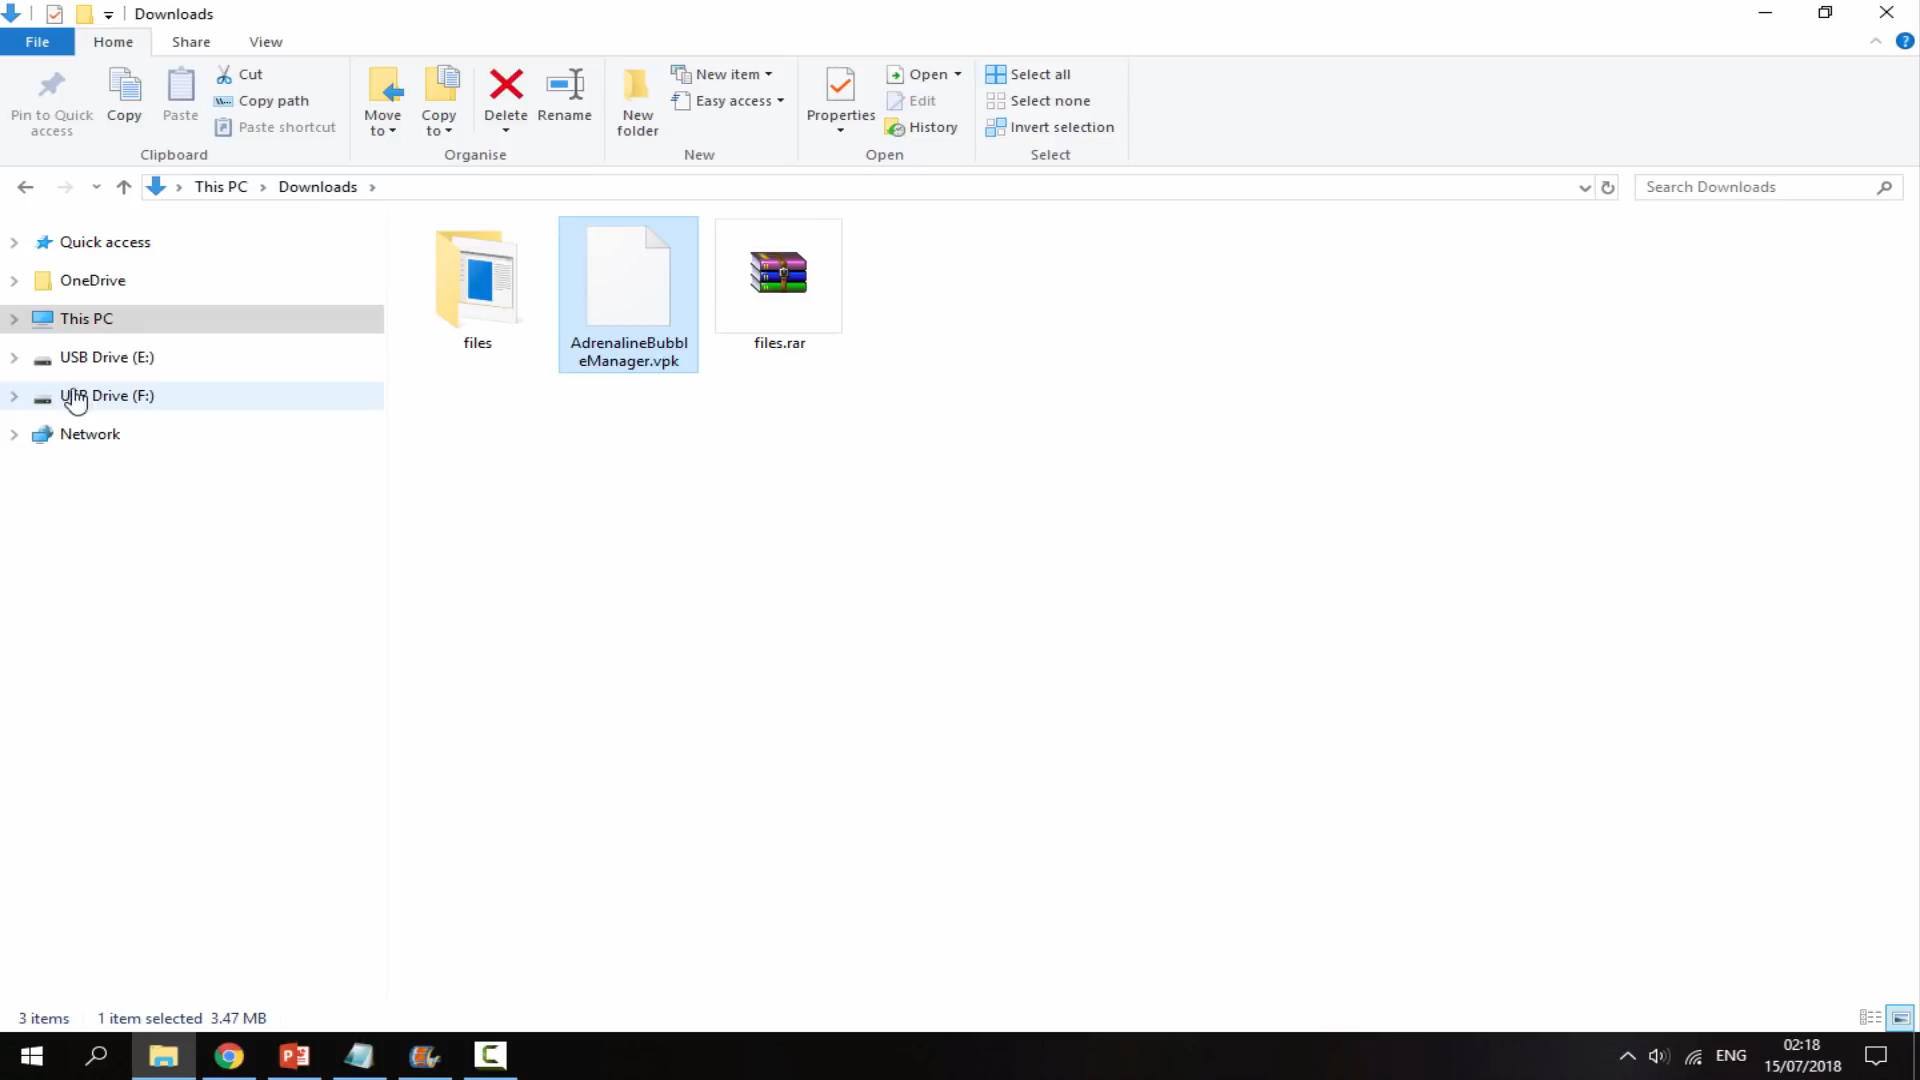 Downloads
File Home Share View
Pin to Quick access
Copy
Paste
Cut
Copy path
Paste shortcut
Clipboard
Move to
Copy to
Delete
Rename
Organise
New folder
New item
Easy access
New
Properties
Open
Edit
History
Open
Select all
Select none
Invert selection
Select
This PC Downloads
Search Downloads
Quick access
OneDrive
This PC
USB Drive (E:)
Drive (F:)
Network
files
AdrenalineBubbl
eManager.vpk
files.rar
3 items 1 item selected 3.47 MB
ENG
02:18
15/07/2018